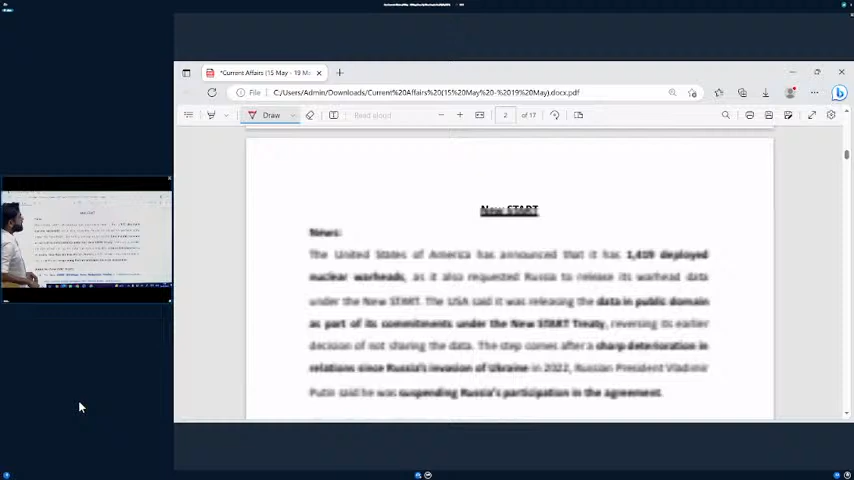 *Current Affairs (15 May - 19 Ma
File C:/Users/Admin/Downloads/Current%20Affairs%20(15%20May%20-%2019%20May).docx.pdf
Draw Read aloud 2 of 17
New START
News:
The United States of America has announced that it has 1,419 deployed
nuclear warheads, as it also requested Russia to release its warhead data
under the New START. The USA said it was releasing the data in public domain
as part of its commitments under the New START Treaty, reversing its earlier
decision of not sharing the data. The step comes after a sharp deterioration in
relations since Russia's invasion of Ukraine in 2022, Russian President Vladimir
Putin said he was suspending Russia's participation in the agreement.